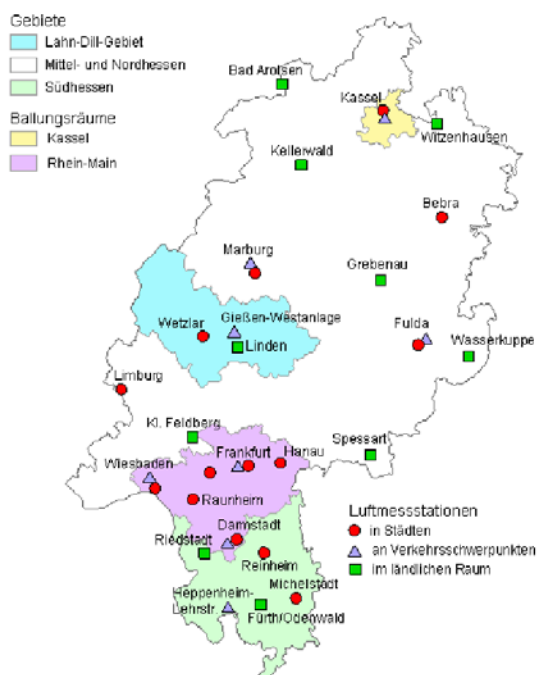 Gebiete
Lahn-Dill-Gebiet
Mittel- und Nordhessen
Südhessen
Ballungsräume
Kassel
Rhein-Main
Bad Arolsen
Kassel
Witzenhausen
Kellerwald
Bebra
Marburg
Grebenau
Gießen-Westanlage
Wetzlar
Linden
Fulda
Wasserkuppe
Limburg
Kl. Feldberg
Spessart
Frankfurt
Hanau
Wiesbaden
Raunheim
Darmstadt
Riedstadt
Reinheim
Michelstadt
Heppenheim-
Lehrstr.
Fürth/Odenwald
Luftmessstationen
in Städten
an Verkehrsschwerpunkten
im ländlichen Raum